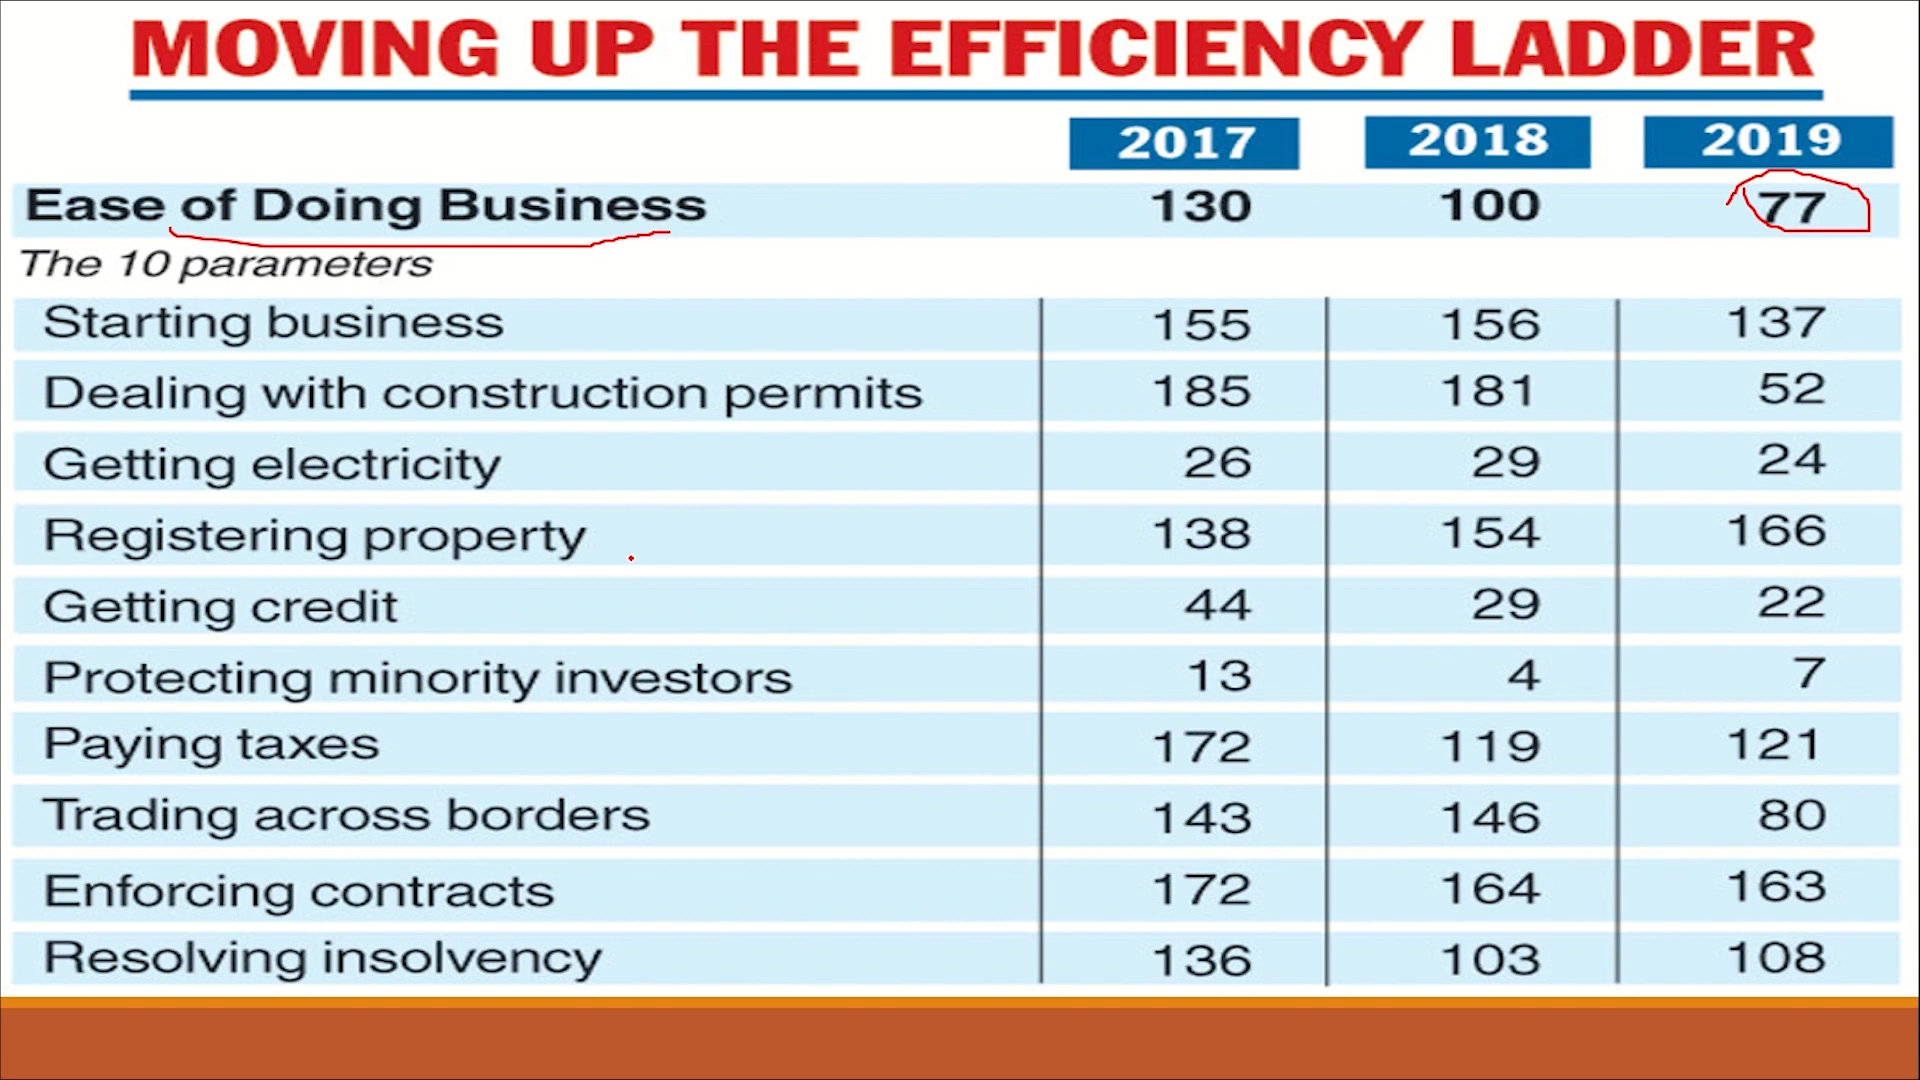 MOVING UP THE EFFICIENCY LADDER
2017 2018 2019
Ease of Doing Business 130 100 77
The 10 parameters
Starting business 155 156 137
Dealing with construction permits 185 181 52
Getting electricity 26 29 24
Registering property 138 154 166
Getting credit 44 29 22
Protecting minority investors 13 4 7
Paying taxes 172 119 121
Trading across borders 143 146 80
Enforcing contracts 172 164 163
Resolving insolvency 136 103 108